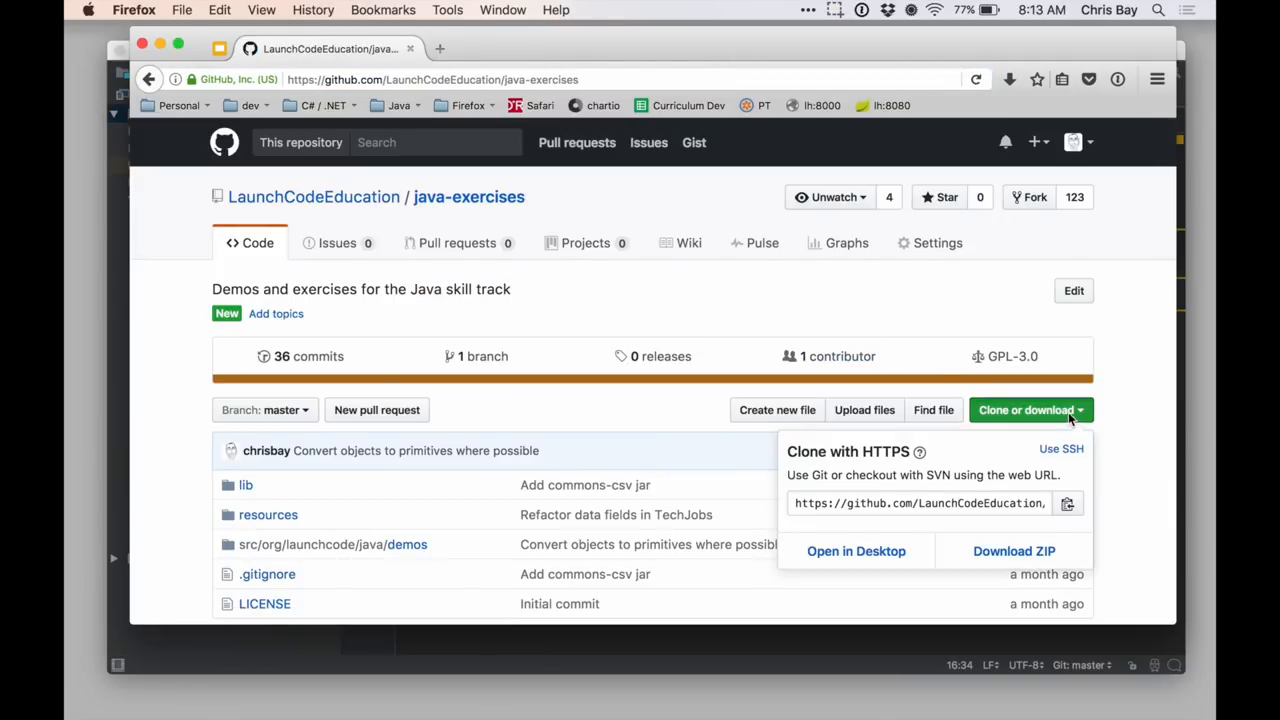 Firefox File Edit View History Bookmarks Tools Window Help ••• 77% 8:13 AM Chris Bay
LaunchCodeEducation/java... × +
GitHub, Inc. (US) https://github.com/LaunchCodeEducation/java-exercises
Personal dev C# / .NET Java Firefox Safari chartio Curriculum Dev PT lh:8000 lh:8080
This repository Search Pull requests Issues Gist
LaunchCodeEducation / java-exercises Unwatch 4 Star 0 Fork 123
<> Code Issues 0 Pull requests 0 Projects 0 Wiki Pulse Graphs Settings
Demos and exercises for the Java skill track Edit
New Add topics
36 commits 1 branch 0 releases 1 contributor GPL-3.0
Branch: master New pull request Create new file Upload files Find file Clone or download
chrisbay Convert objects to primitives where possible
Clone with HTTPS Use SSH
Use Git or checkout with SVN using the web URL.
https://github.com/LaunchCodeEducation,
Open in Desktop Download ZIP
lib Add commons-csv jar
resources Refactor data fields in TechJobs
src/org/launchcode/java/demos Convert objects to primitives where possibl
.gitignore Add commons-csv jar a month ago
LICENSE Initial commit a month ago
16:34 LF UTF-8 Git: master